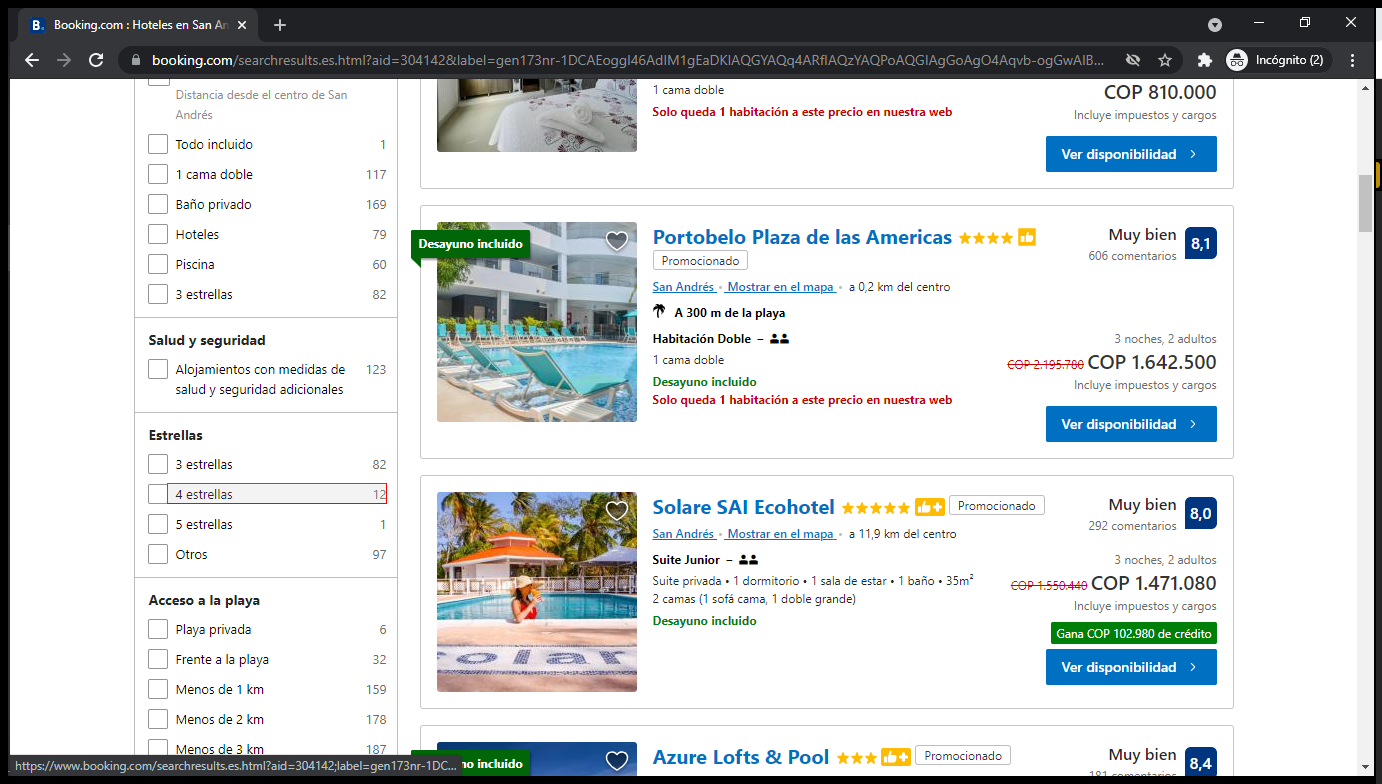 Booking.com : Hoteles en San An
booking.com/searchresults.es.html?aid=304142&label=gen173nr-1DCAEoggI46AdIM1gEaDKIAQGYAQq4ARfIAQzYAQPoAQGIAgGoAgO4Aqvb-ogGwAIB...
Incógnito (2)
Distancia desde el centro de San
Andrés
Todo incluido 1
1 cama doble 117
Baño privado 169
Hoteles 79
Piscina 60
3 estrellas 82
Salud y seguridad
Alojamientos con medidas de 123
salud y seguridad adicionales
Estrellas
3 estrellas 82
4 estrellas 12
5 estrellas 1
Otros 97
Acceso a la playa
Playa privada 6
Frente a la playa 32
Menos de 1 km 159
Menos de 2 km 178
Menos de 3 km 187
1 cama doble
Solo queda 1 habitación a este precio en nuestra web
COP 810.000
Incluye impuestos y cargos
Ver disponibilidad
Desayuno incluido
Portobelo Plaza de las Americas
Promocionado
San Andrés • Mostrar en el mapa • a 0,2 km del centro
A 300 m de la playa
Habitación Doble –
1 cama doble
Desayuno incluido
Solo queda 1 habitación a este precio en nuestra web
Muy bien 8,1
606 comentarios
3 noches, 2 adultos
COP 2.195.780 COP 1.642.500
Incluye impuestos y cargos
Ver disponibilidad
Solare SAI Ecohotel Promocionado
San Andrés • Mostrar en el mapa • a 11,9 km del centro
Suite Junior –
Suite privada • 1 dormitorio • 1 sala de estar • 1 baño • 35m²
2 camas (1 sofá cama, 1 doble grande)
Desayuno incluido
Muy bien 8,0
292 comentarios
3 noches, 2 adultos
COP 1.550.440 COP 1.471.080
Incluye impuestos y cargos
Gana COP 102.980 de crédito
Ver disponibilidad
no incluido
Azure Lofts & Pool Promocionado
Muy bien 8,4
181 comentarios
https://www.booking.com/searchresults.es.html?aid=304142;label=gen173nr-1DC...